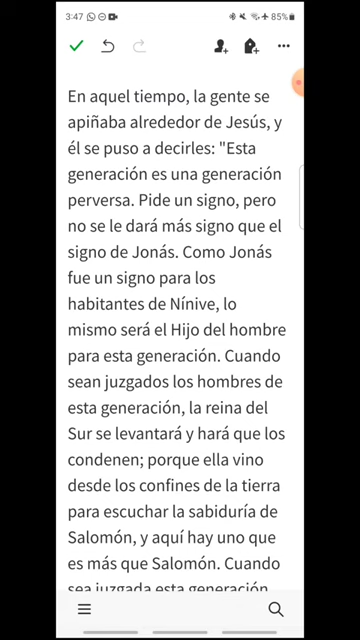 3:47
85%
En aquel tiempo, la gente se
apiñaba alrededor de Jesús, y
él se puso a decirles: "Esta
generación es una generación
perversa. Pide un signo, pero
no se le dará más signo que el
signo de Jonás. Como Jonás
fue un signo para los
habitantes de Nínive, lo
mismo será el Hijo del hombre
para esta generación. Cuando
sean juzgados los hombres de
esta generación, la reina del
Sur se levantará y hará que los
condenen; porque ella vino
desde los confines de la tierra
para escuchar la sabiduría de
Salomón, y aquí hay uno que
es más que Salomón. Cuando
sea juzgada esta generación